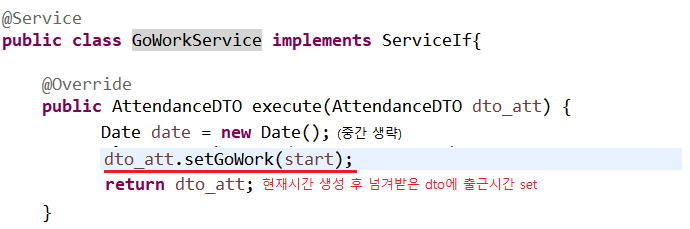 @Service
public class GoWorkService implements ServiceIf{
@Override
public AttendanceDTO execute(AttendanceDTO dto_att) {
Date date = new Date(); (중간 생략)
dto_att.setGoWork(start);
return dto_att; 현재시간 생성 후 넘겨받은 dto에 출근시간 set
}